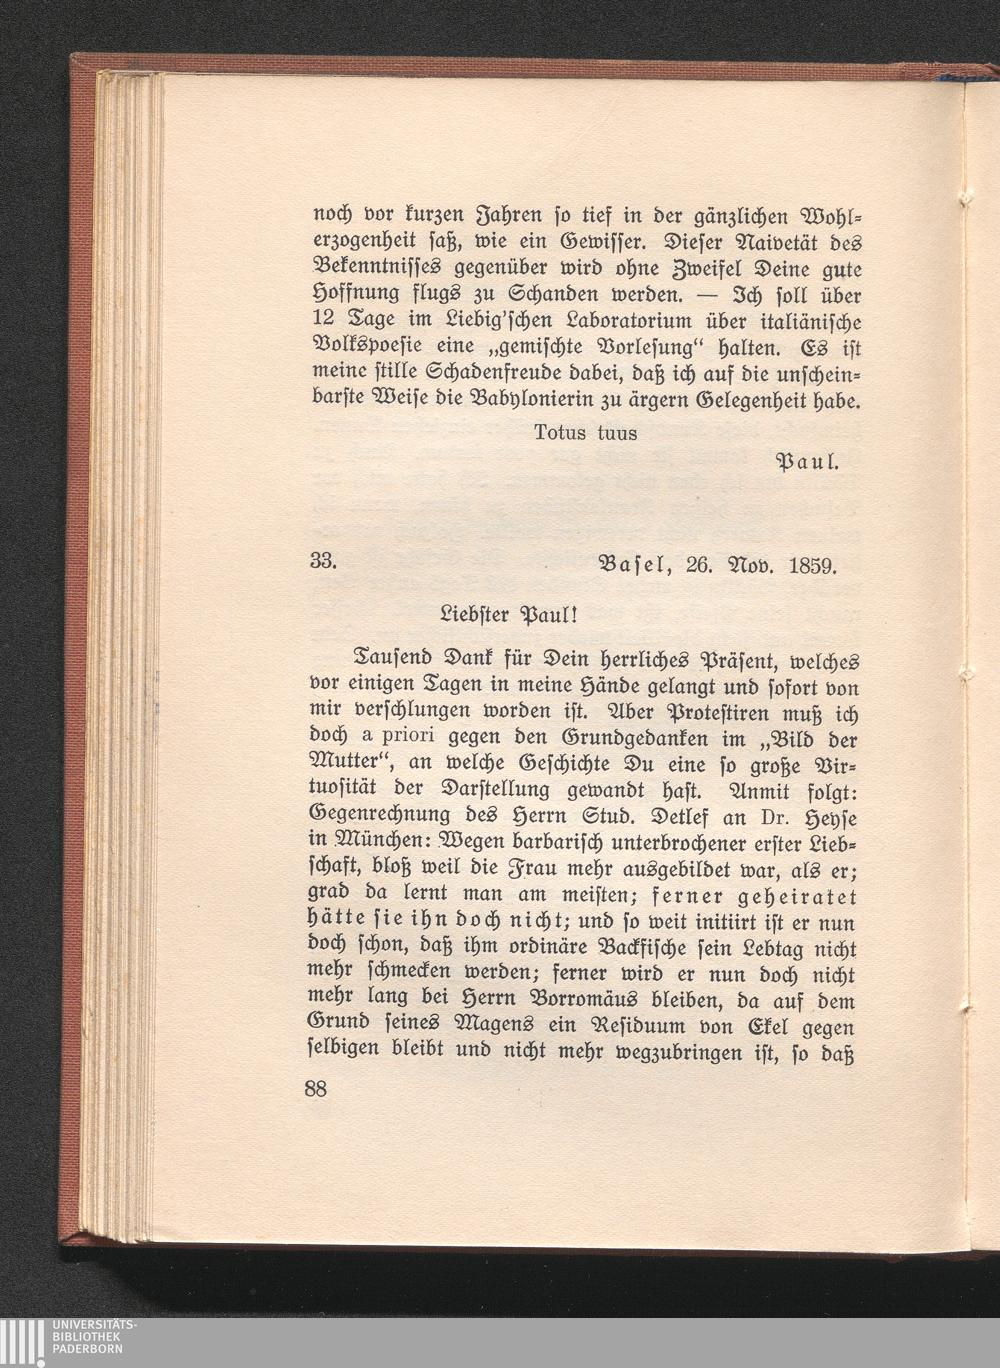 noch vor kurzen Jahren so tief in der gänzlichen Wohl-
erzogenheit saß, wie ein Gewisser. Dieser Naivetät des
Bekenntnisses gegenüber wird ohne Zweifel Deine gute
Hoffnung flugs zu Schanden werden. — Ich soll über
12 Tage im Liebig'schen Laboratorium über italiänische
Volkspoesie eine „gemischte Vorlesung“ halten. Es ist
meine stille Schadenfreude dabei, daß ich auf die unschein-
barste Weise die Babylonierin zu ärgern Gelegenheit habe.
Totus tuus
Paul.
33. Basel, 26. Nov. 1859.
Liebster Paul!
Tausend Dank für Dein herrliches Präsent, welches
vor einigen Tagen in meine Hände gelangt und sofort von
mir verschlungen worden ist. Aber Protestiren muß ich
doch a priori gegen den Grundgedanken im „Bild der
Mutter“, an welche Geschichte Du eine so große Vir-
tuosität der Darstellung gewandt hast. Anmit folgt:
Gegenrechnung des Herrn Stud. Detlef an Dr. Heyse
in München: Wegen barbarisch unterbrochener erster Lieb-
schaft, bloß weil die Frau mehr ausgebildet war, als er;
grad da lernt man am meisten; ferner geheiratet
hätte sie ihn doch nicht; und so weit initiirt ist er nun
doch schon, daß ihm ordinäre Backfische sein Lebtag nicht
mehr schmecken werden; ferner wird er nun doch nicht
mehr lang bei Herrn Borromäus bleiben, da auf dem
Grund seines Magens ein Residuum von Ekel gegen
selbigen bleibt und nicht mehr wegzubringen ist, so daß
88
UNIVERSITÄTS-
BIBLIOTHEK
PADERBORN